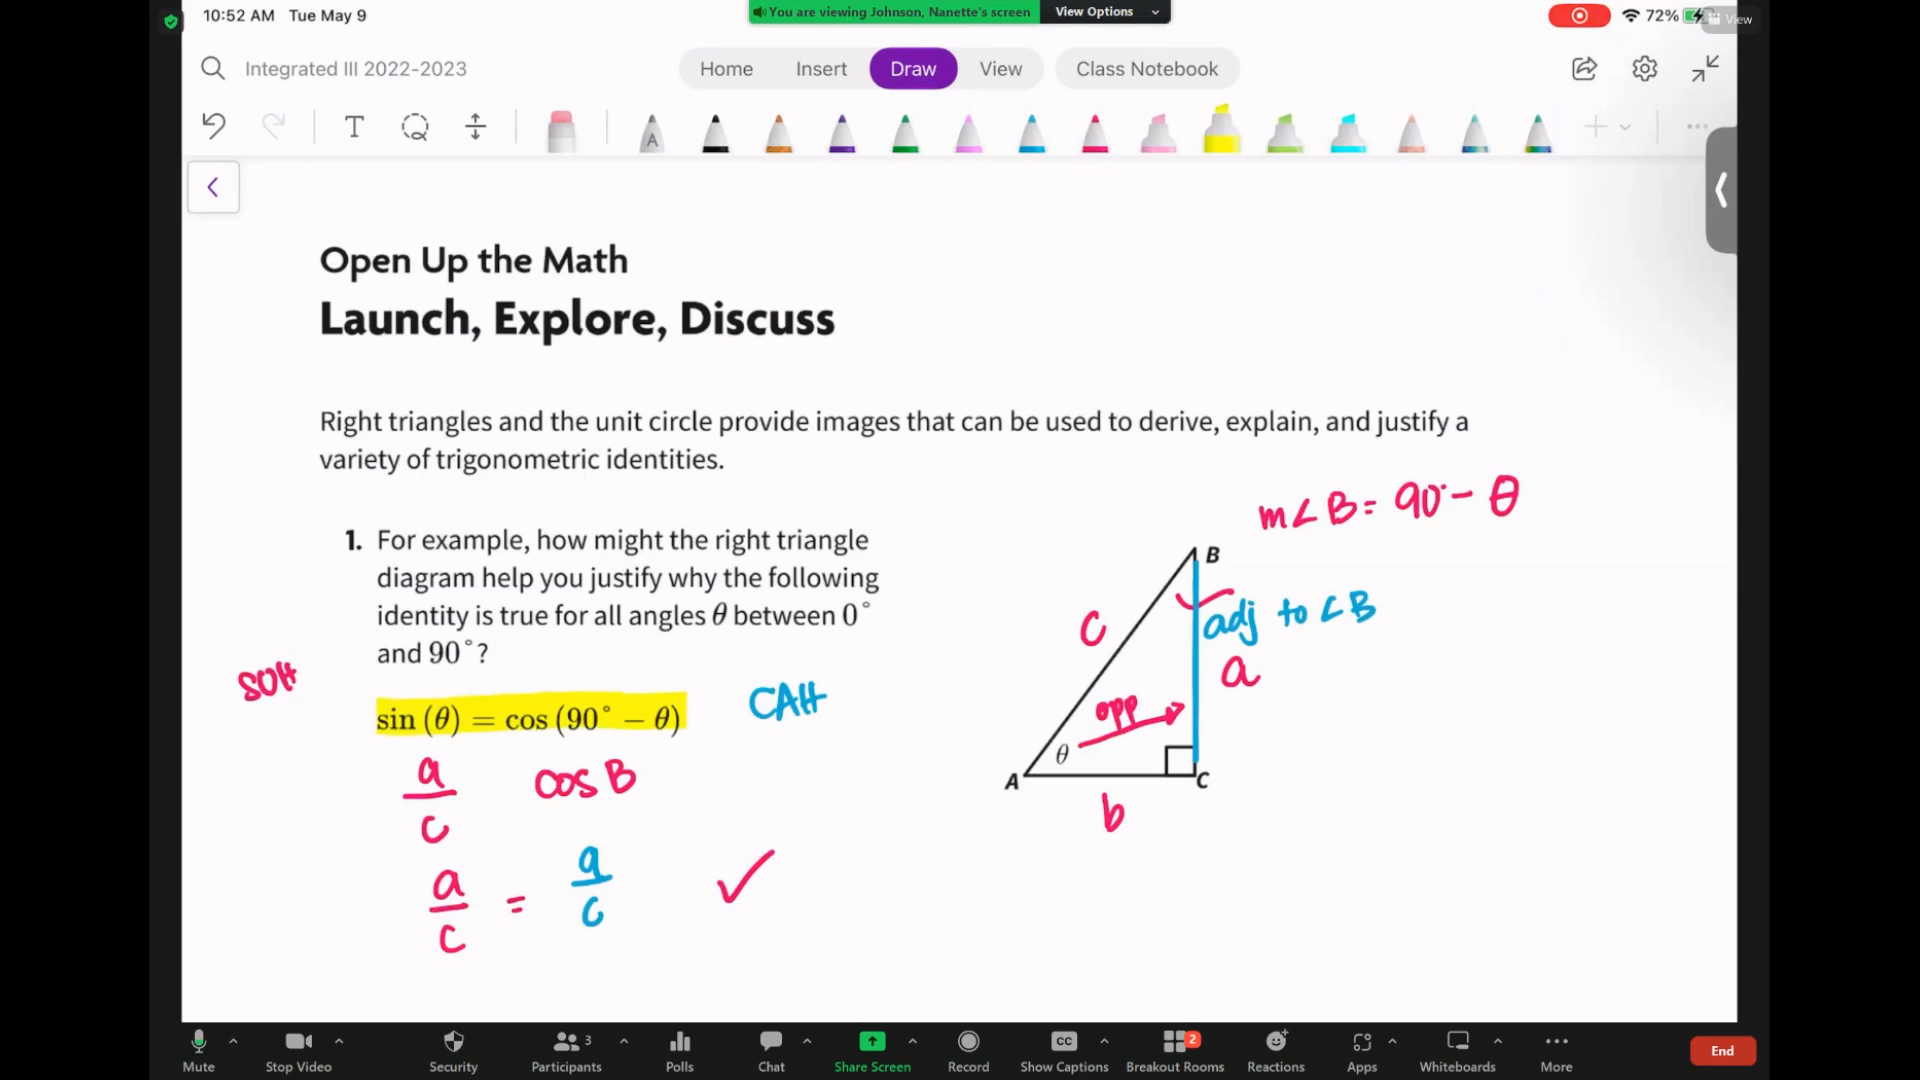 10:52 AM Tue May 9
You are viewing Johnson, Nanette's screen View Options
72% View
Integrated III 2022-2023
Home Insert Draw View Class Notebook
T A
Open Up the Math
Launch, Explore, Discuss
Right triangles and the unit circle provide images that can be used to derive, explain, and justify a
variety of trigonometric identities.
m∠B = 90° - θ
1. For example, how might the right triangle
diagram help you justify why the following
identity is true for all angles θ between 0°
and 90°?
SOH
sin (θ) = cos (90° − θ)
CAH
a/c cos B
a/c = a/c ✓
B
c
adj to ∠B
a
opp
θ
A
C
b
Mute Stop Video Security Participants 3 Polls Chat Share Screen Record CC Show Captions Breakout Rooms 2 Reactions Apps Whiteboards More End